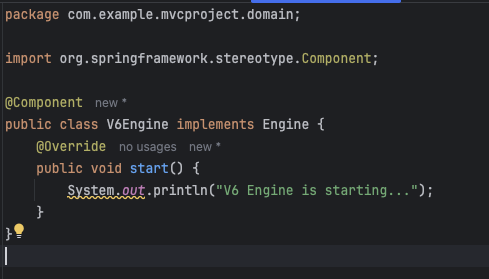 package com.example.mvcproject.domain;
import org.springframework.stereotype.Component;
@Component new *
public class V6Engine implements Engine {
@Override no usages new *
public void start() {
System.out.println("V6 Engine is starting...");
}
}